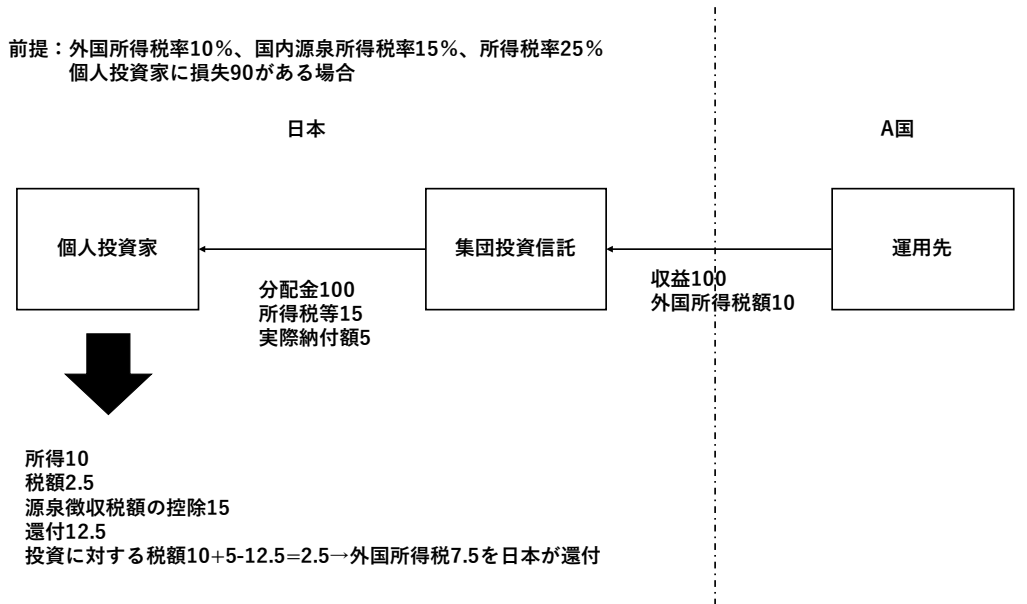 前提：外国所得税率10%、国内源泉所得税率15%、所得税率25%
個人投資家に損失90がある場合
日本
A国
個人投資家
集団投資信託
運用先
分配金100
所得税等15
実際納付額5
収益100
外国所得税額10
所得10
税額2.5
源泉徴収税額の控除15
還付12.5
投資に対する税額10+5-12.5=2.5→外国所得税7.5を日本が還付